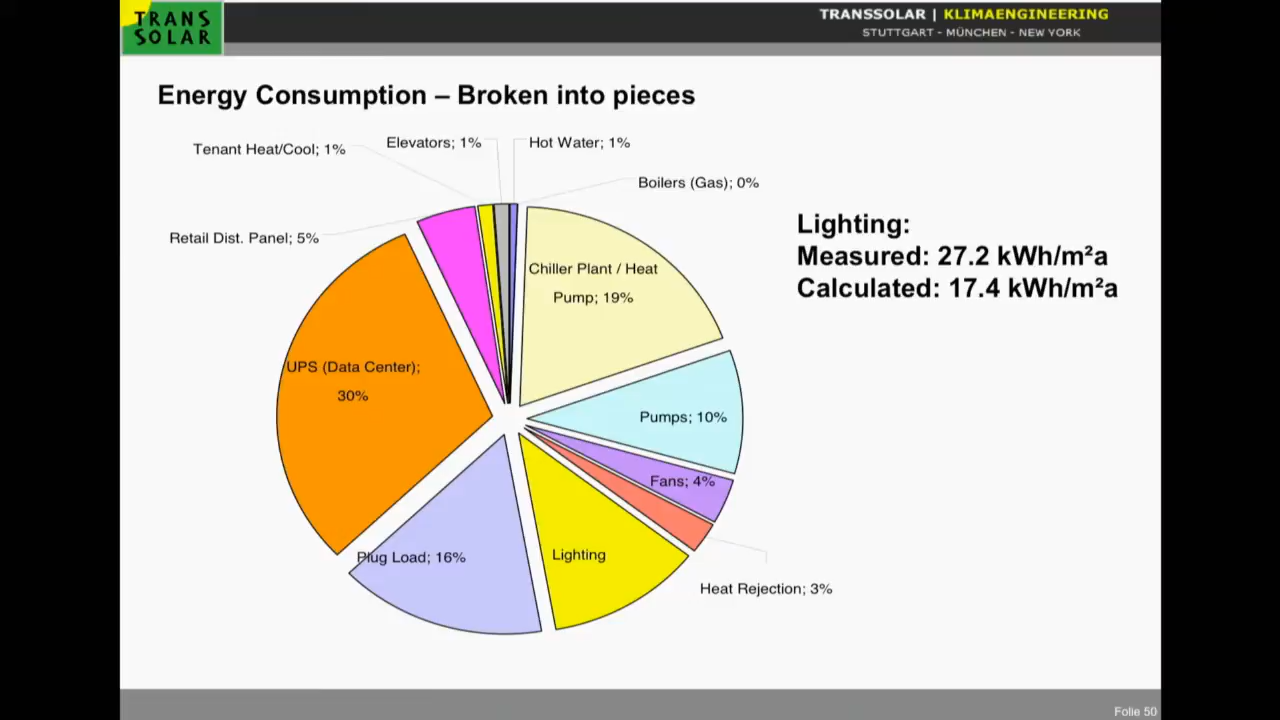 TRANS
SOLAR
TRANSSOLAR | KLIMAENGINEERING
STUTTGART - MÜNCHEN - NEW YORK
Energy Consumption – Broken into pieces
Tenant Heat/Cool; 1%
Elevators; 1%
Hot Water; 1%
Boilers (Gas); 0%
Retail Dist. Panel; 5%
Lighting:
Measured: 27.2 kWh/m²a
Calculated: 17.4 kWh/m²a
Chiller Plant / Heat
Pump; 19%
UPS (Data Center);
30%
Pumps; 10%
Fans; 4%
Plug Load; 16%
Lighting
Heat Rejection; 3%
Folie 50